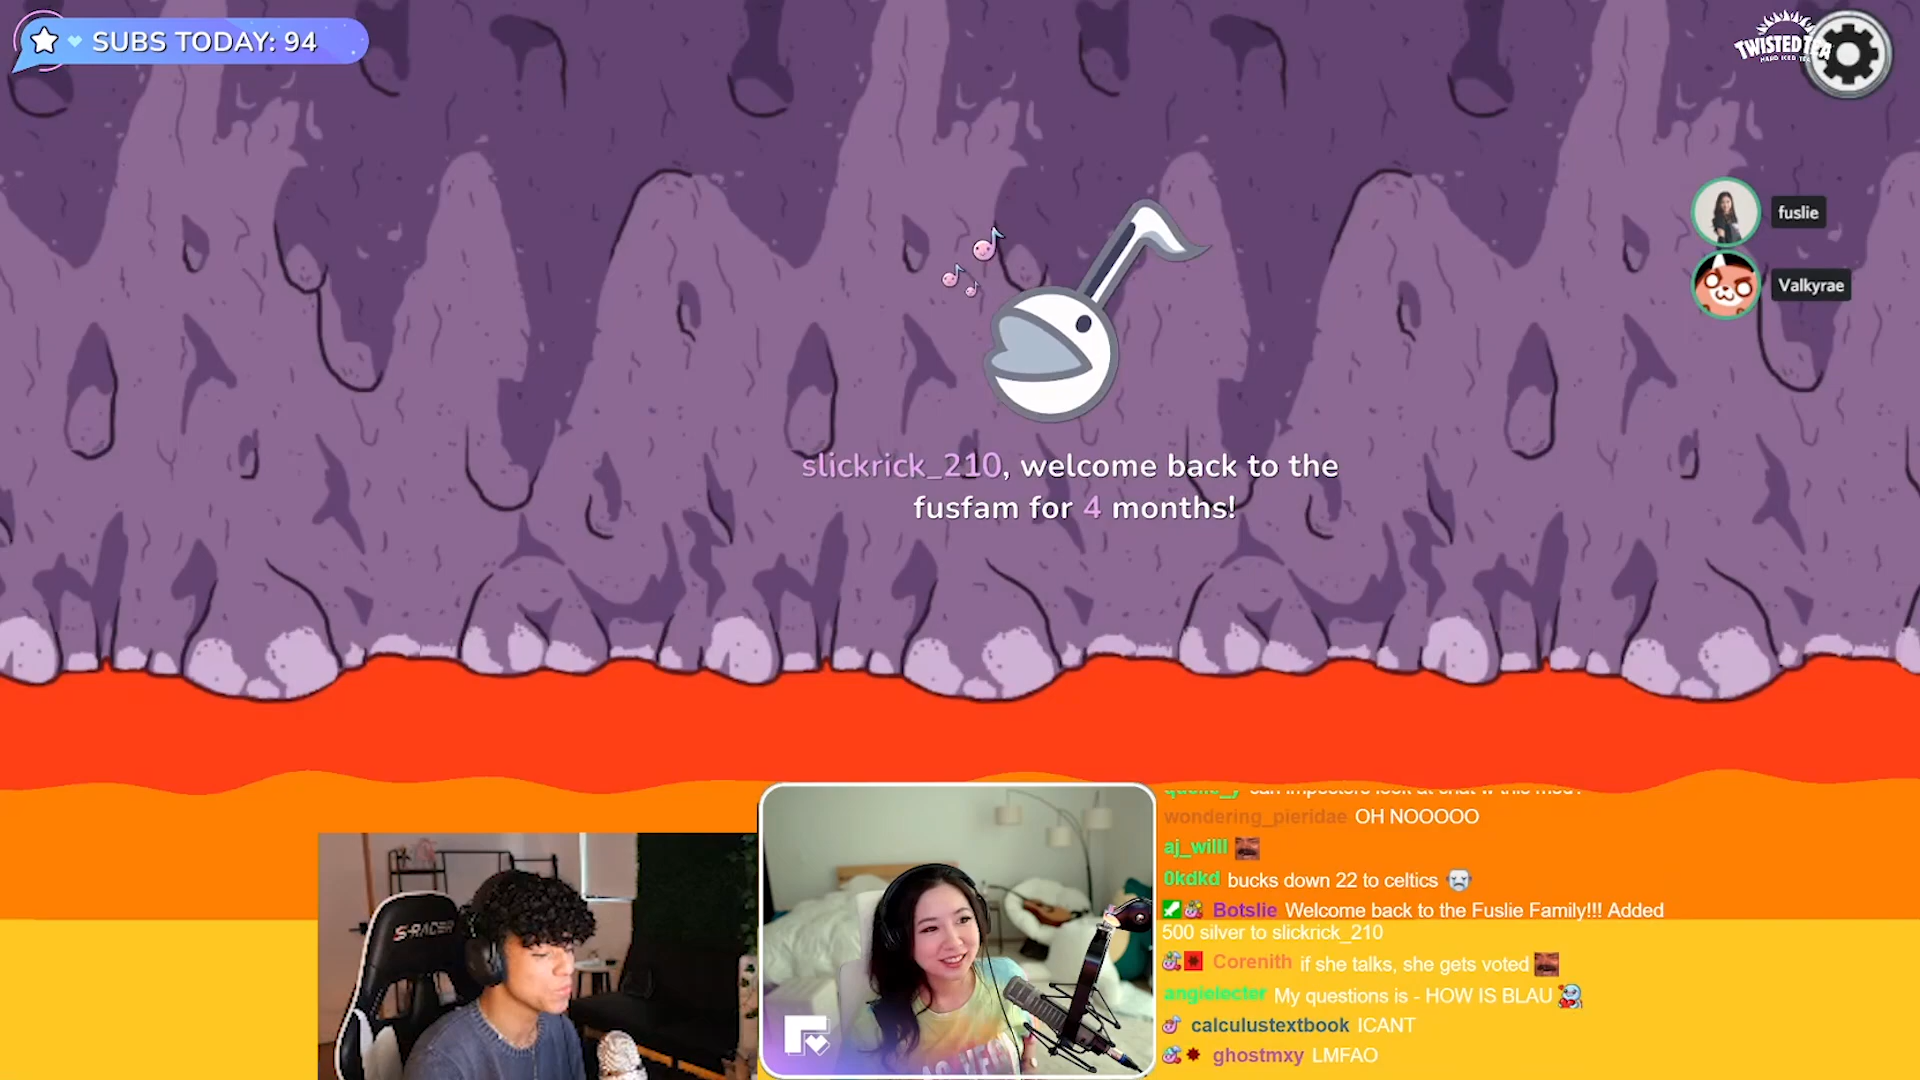 SUBS TODAY: 94
TWISTED TEA
HARD ICED TEA
fuslie
Valkyrae
slickrick_210, welcome back to the
fusfam for 4 months!
S-RACER
wondering_pieridae OH NOOOOO
aj_willl
0kdkd bucks down 22 to celtics
Botslie Welcome back to the Fuslie Family!!! Added
500 silver to slickrick_210
Corenith if she talks, she gets voted
angielecter My questions is - HOW IS BLAU
calculustextbook ICANT
ghostmxy LMFAO